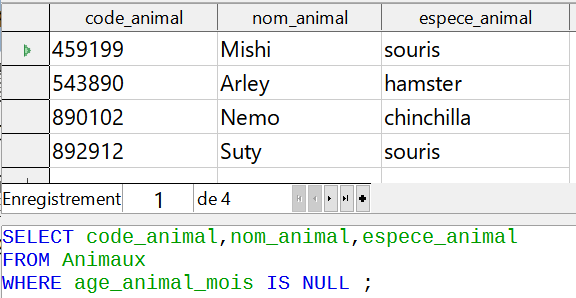 code_animal nom_animal espece_animal
459199 Mishi souris
543890 Arley hamster
890102 Nemo chinchilla
892912 Suty souris
Enregistrement 1 de 4
SELECT code_animal,nom_animal,espece_animal
FROM Animaux
WHERE age_animal_mois IS NULL ;